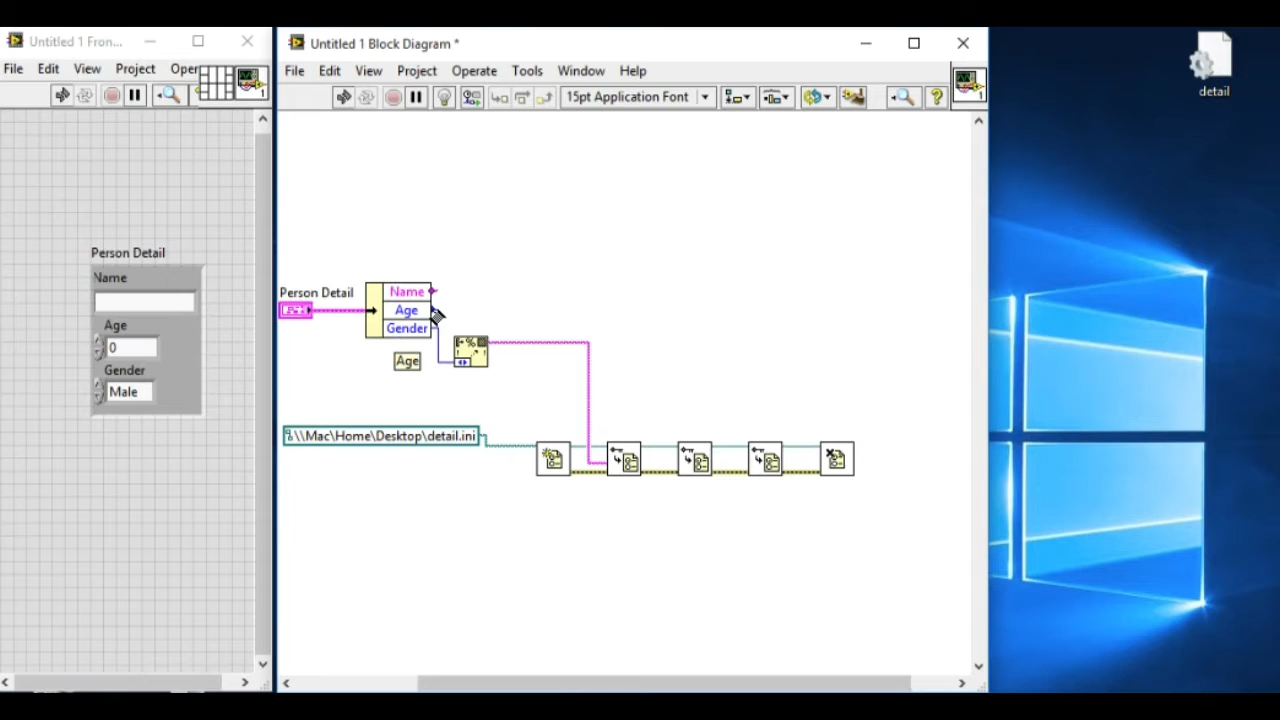 Untitled 1 Fron...
File Edit View Project Oper
1
Person Detail
Name
Age
0
Gender
Male
Untitled 1 Block Diagram *
File Edit View Project Operate Tools Window Help
15pt Application Font
?
1
Person Detail
Name
Age
Gender
%
Age
\\Mac\Home\Desktop\detail.ini
detail